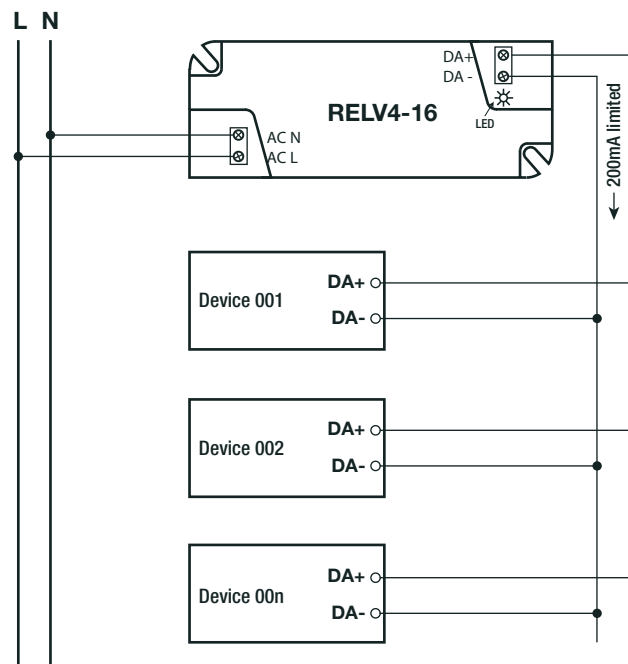 L N
DA+
DA -
RELV4-16
LED
AC N
AC L
200mA limited
Device 001
DA+
DA-
Device 002
DA+
DA-
Device 00n
DA+
DA-